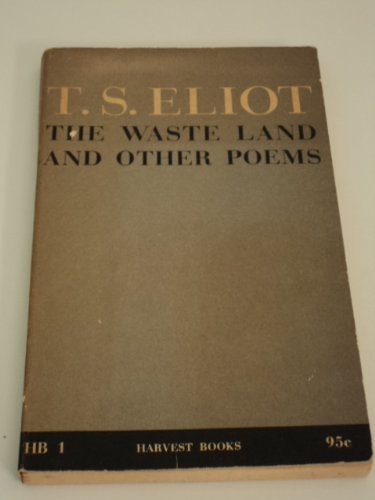 T. S. ELIOT
THE WASTE LAND
AND OTHER POEMS
HB 1 HARVEST BOOKS 95c